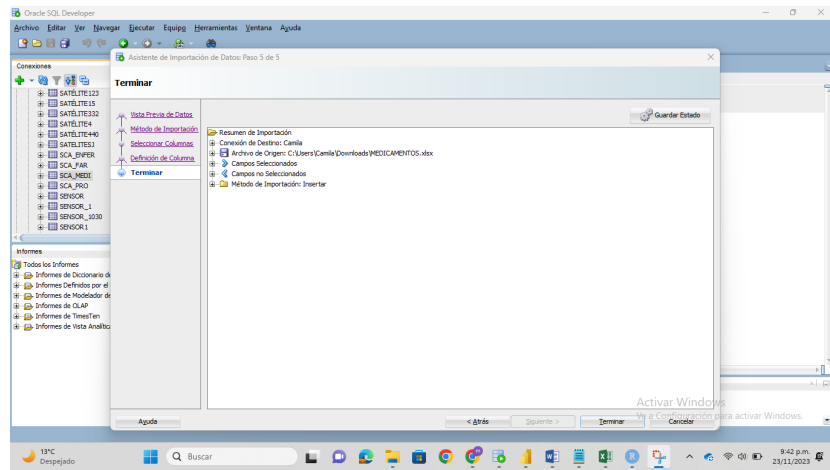 Oracle SQL Developer
Archivo Editar Ver Navegar Ejecutar Equipo Herramientas Ventana Ayuda
Asistente de Importación de Datos: Paso 5 de 5
Conexiones
SATÉLITE123
SATÉLITE15
SATÉLITE332
SATÉLITE4
SATÉLITE440
SATELITESJ
SCA_ENFER
SCA_FAR
SCA_MEDI
SCA_PRO
SENSOR
SENSOR_1
SENSOR_1030
SENSOR1
Informes
Todos los Informes
Informes de Diccionario de
Informes Definidos por el
Informes de Modelador de
Informes de OLAP
Informes de TimesTen
Informes de Vista Analític
Terminar
Vista Previa de Datos
Método de Importación
Seleccionar Columnas
Definición de Columna
Terminar
Guardar Estado
Resumen de Importación
Conexión de Destino: Camila
Archivo de Origen: C:\Users\Camila\Downloads\MEDICAMENTOS.xlsx
Campos Seleccionados
Campos no Seleccionados
Método de Importación: Insertar
Activar Windows
Ve a Configuración para activar Windows.
Ayuda
< Atrás
Siguiente >
Terminar
Cancelar
13°C
Despejado
Buscar
9:42 p.m.
23/11/2023